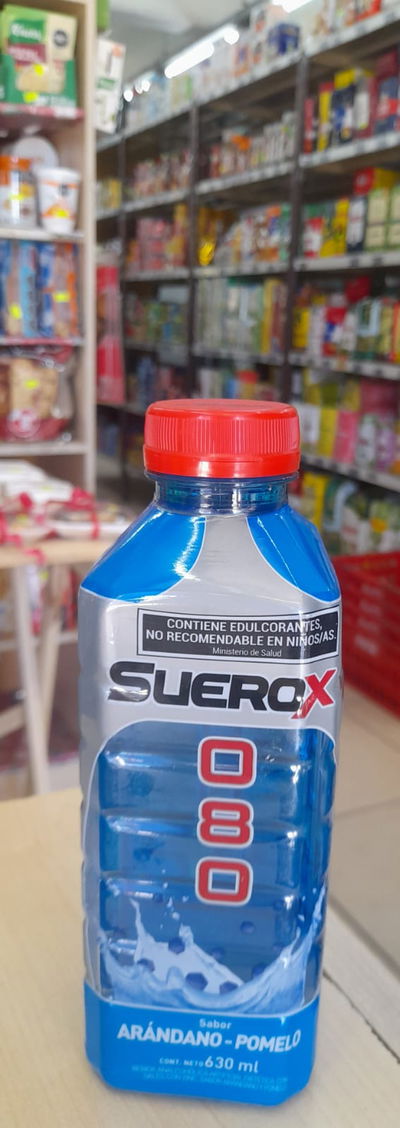 Knorr
CONTIENE EDULCORANTES,
NO RECOMENDABLE EN NIÑOS/AS.
Ministerio de Salud
SUEROX
0
8
0
Sabor
ARÁNDANO - POMELO
CONT. NETO 630 ml